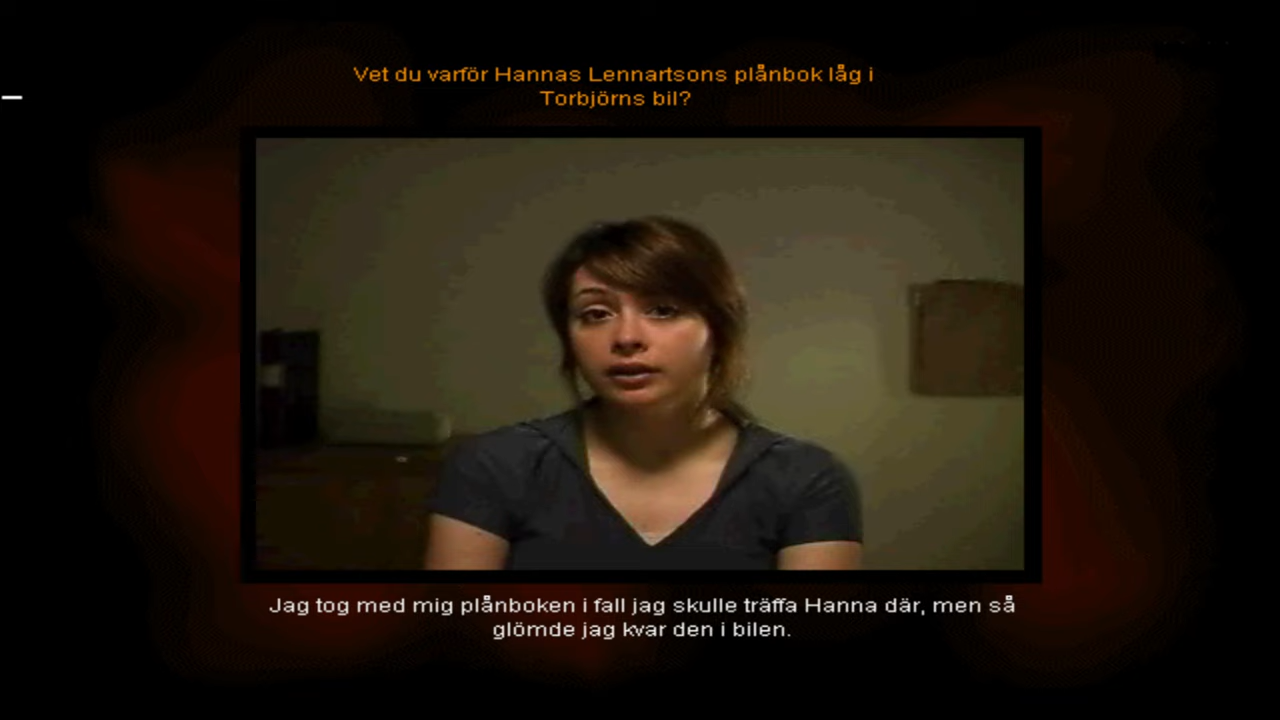 Vet du varför Hannas Lennartsons plånbok låg i
Torbjörns bil?
Jag tog med mig plånboken i fall jag skulle träffa Hanna där, men så
glömde jag kvar den i bilen.